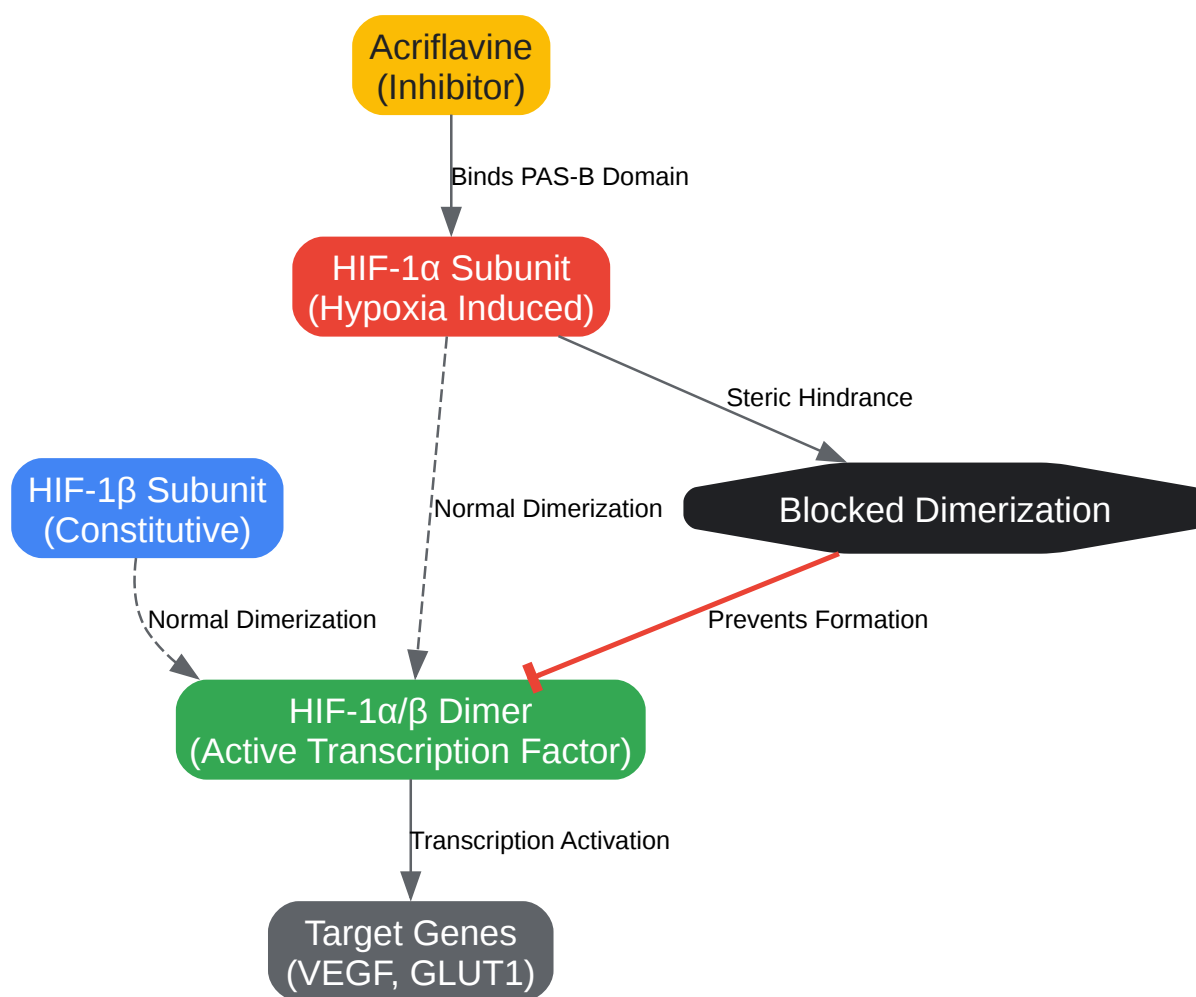 Acriflavine
(Inhibitor)
Binds PAS-B Domain
HIF-1α Subunit
(Hypoxia Induced)
Steric Hindrance
HIF-1β Subunit
(Constitutive)
Normal Dimerization
Blocked Dimerization
Normal Dimerization
Prevents Formation
HIF-1α/β Dimer
(Active Transcription Factor)
Transcription Activation
Target Genes
(VEGF, GLUT1)